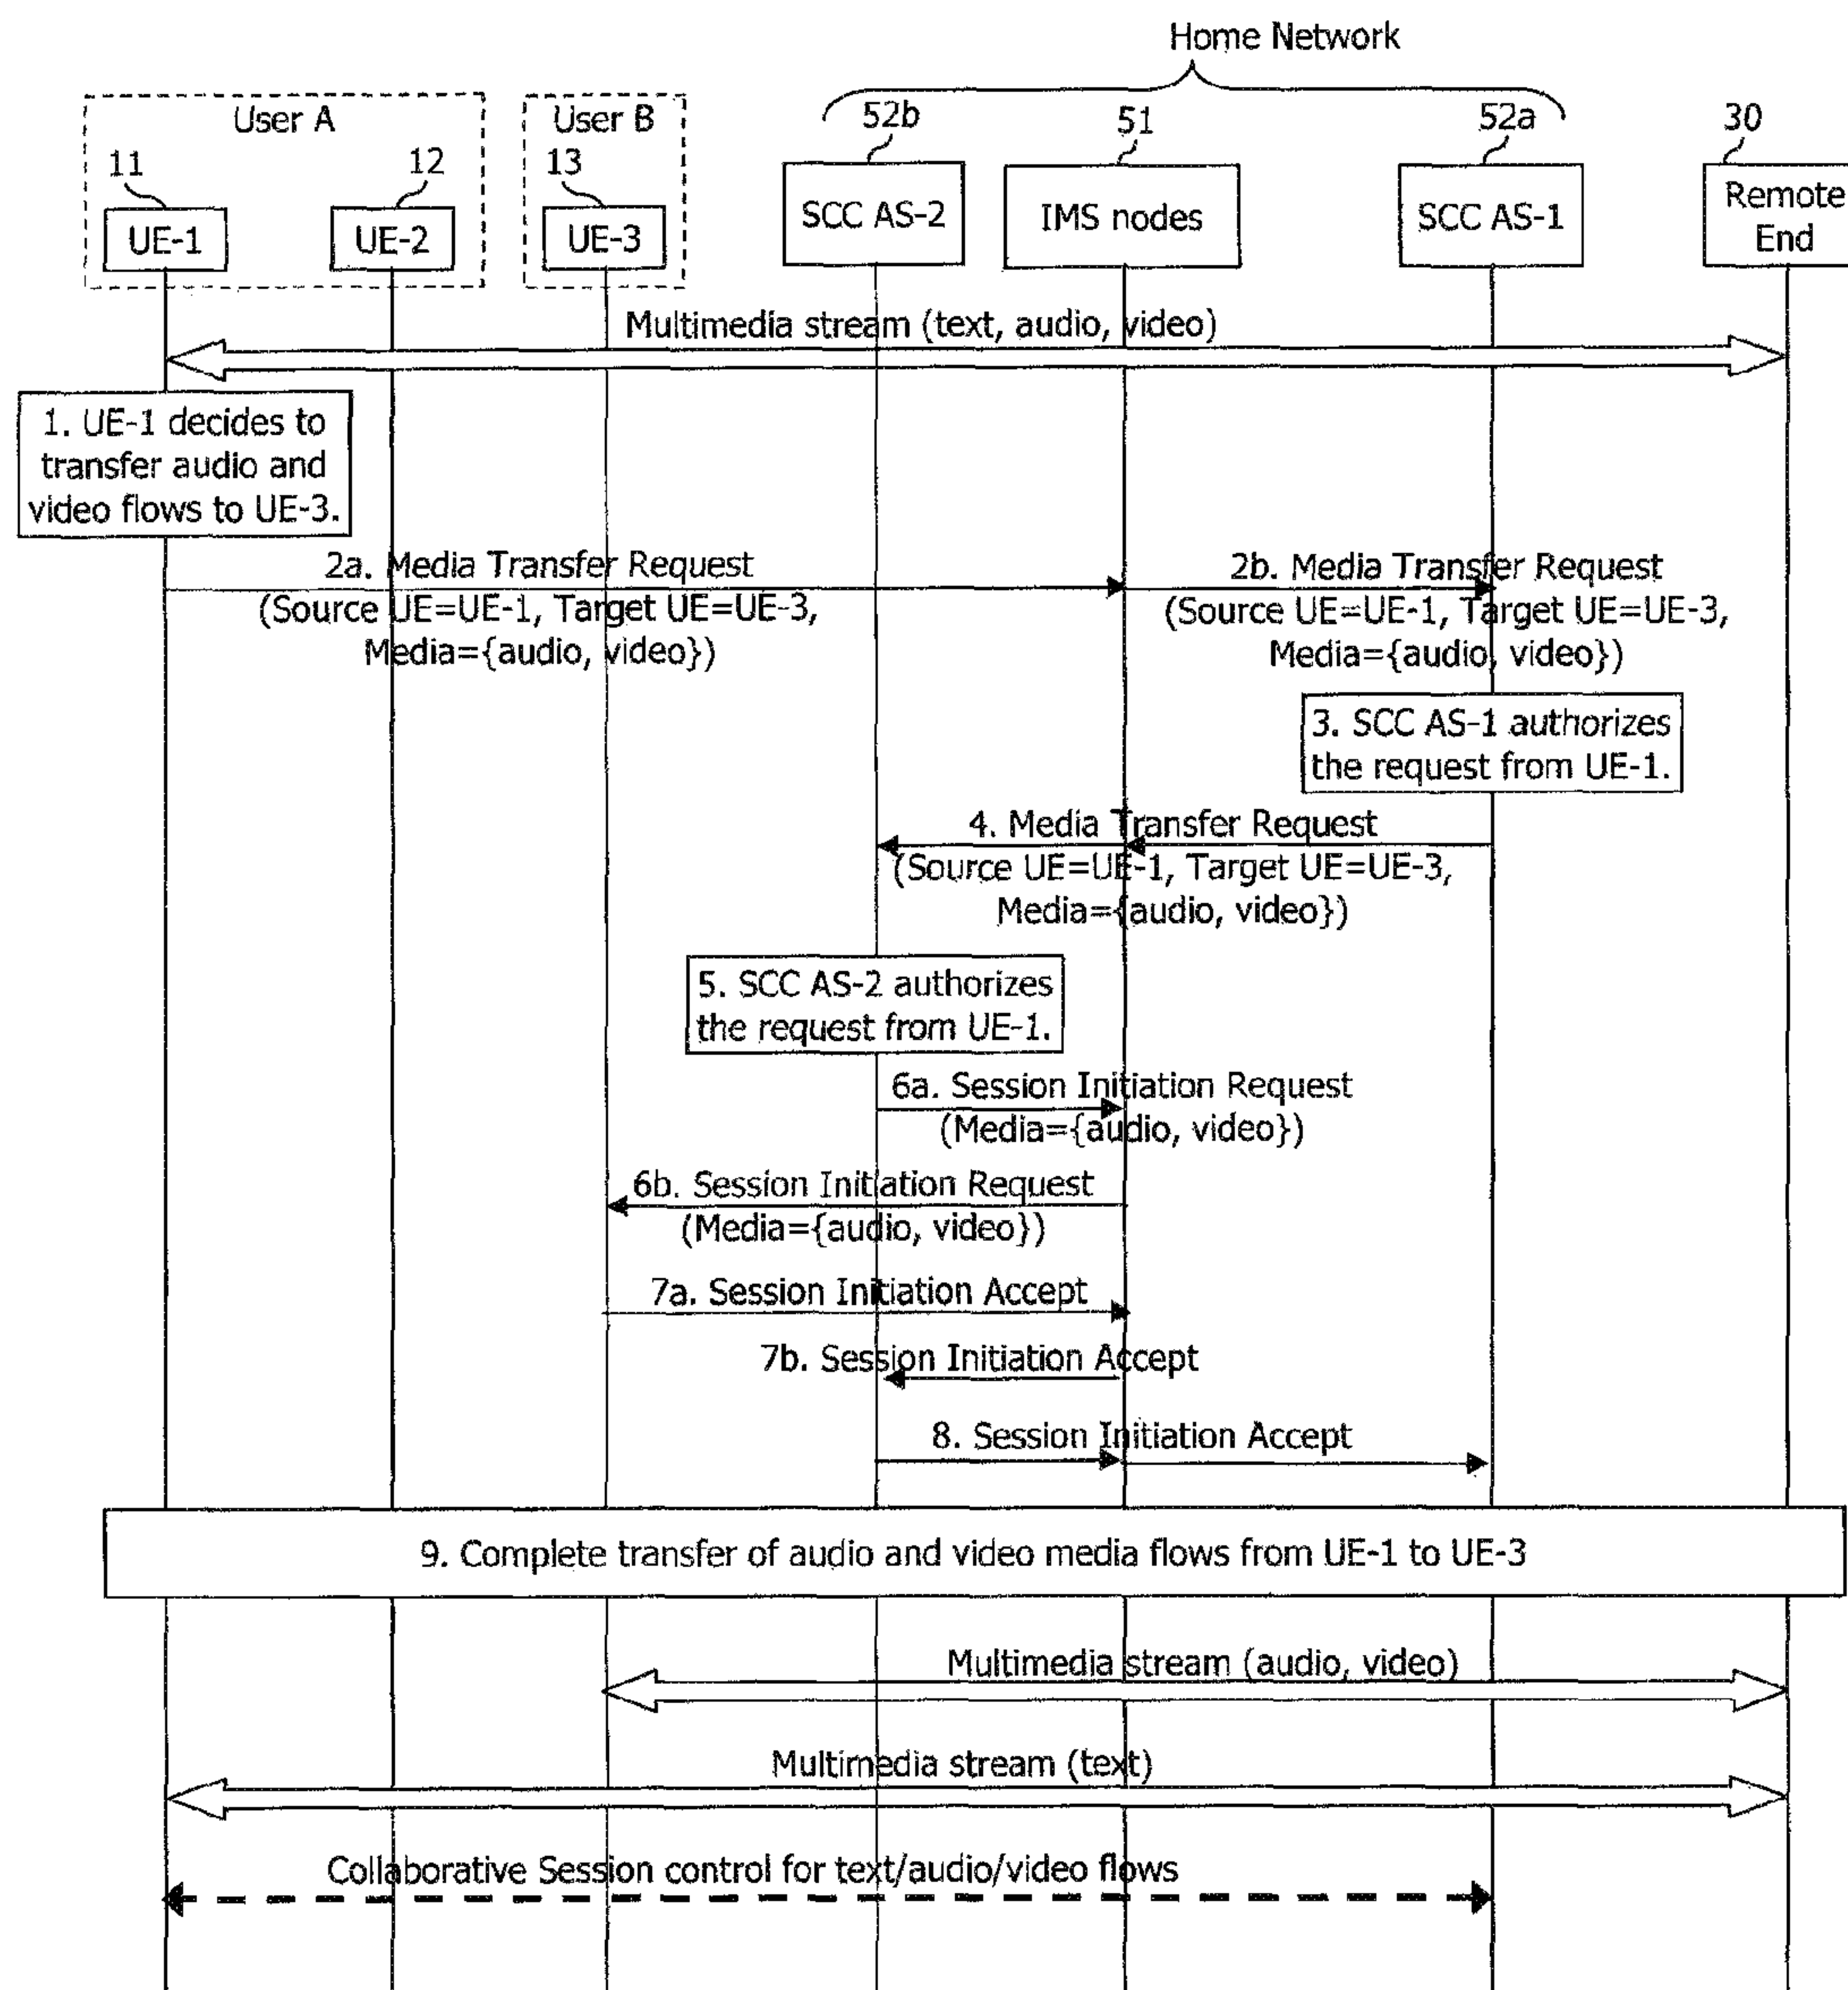 Home Network
User A
User B
52b
51
52a
30
11
12
13
UE-1
UE-2
UE-3
SCC AS-2
IMS nodes
SCC AS-1
Remote
End
Multimedia stream (text, audio, video)
1. UE-1 decides to
transfer audio and
video flows to UE-3.
2a. Media Transfer Request
(Source UE=UE-1, Target UE=UE-3,
Media={audio, video})
2b. Media Transfer Request
(Source UE=UE-1, Target UE=UE-3,
Media={audio, video})
3. SCC AS-1 authorizes
the request from UE-1.
4. Media Transfer Request
(Source UE=UE-1, Target UE=UE-3,
Media={audio, video})
5. SCC AS-2 authorizes
the request from UE-1.
6a. Session Initiation Request
(Media={audio, video})
6b. Session Initiation Request
(Media={audio, video})
7a. Session Initiation Accept
7b. Session Initiation Accept
8. Session Initiation Accept
9. Complete transfer of audio and video media flows from UE-1 to UE-3
Multimedia stream (audio, video)
Multimedia stream (text)
Collaborative Session control for text/audio/video flows